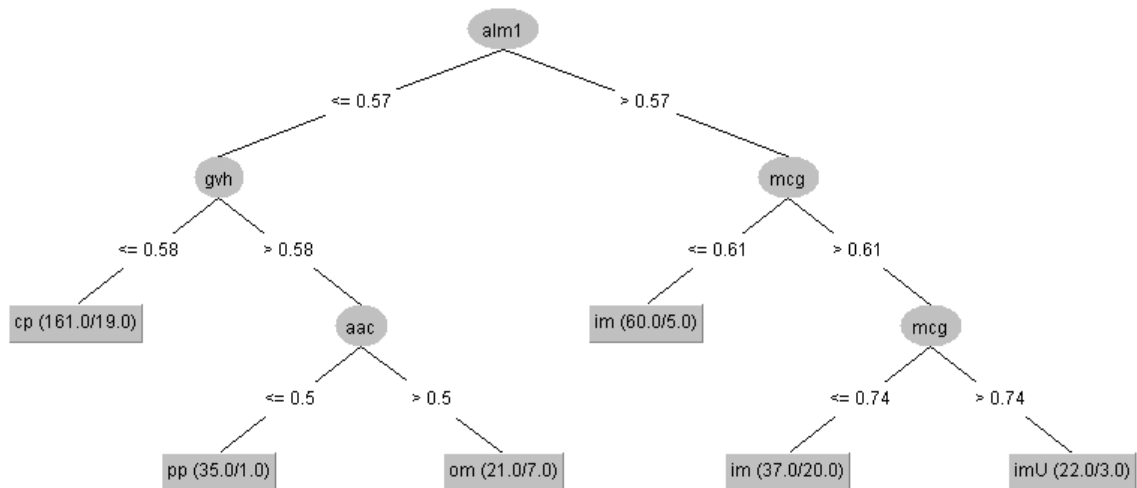 alm1
<= 0.57
> 0.57
gvh
mcg
<= 0.58
> 0.58
<= 0.61
> 0.61
cp (161.0/19.0)
aac
im (60.0/5.0)
mcg
<= 0.5
> 0.5
<= 0.74
> 0.74
pp (35.0/1.0)
om (21.0/7.0)
im (37.0/20.0)
imU (22.0/3.0)